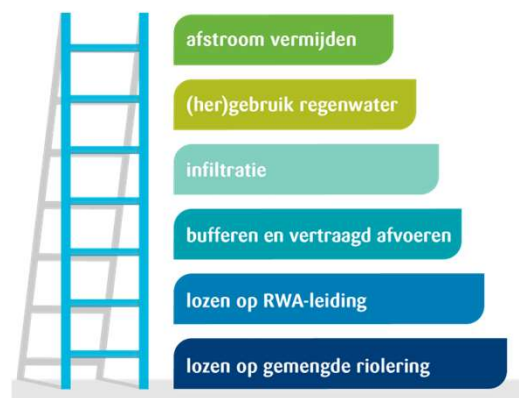 afstroom vermijden
(her)gebruik regenwater
infiltratie
bufferen en vertraagd afvoeren
lozen op RWA-leiding
lozen op gemengde riolering